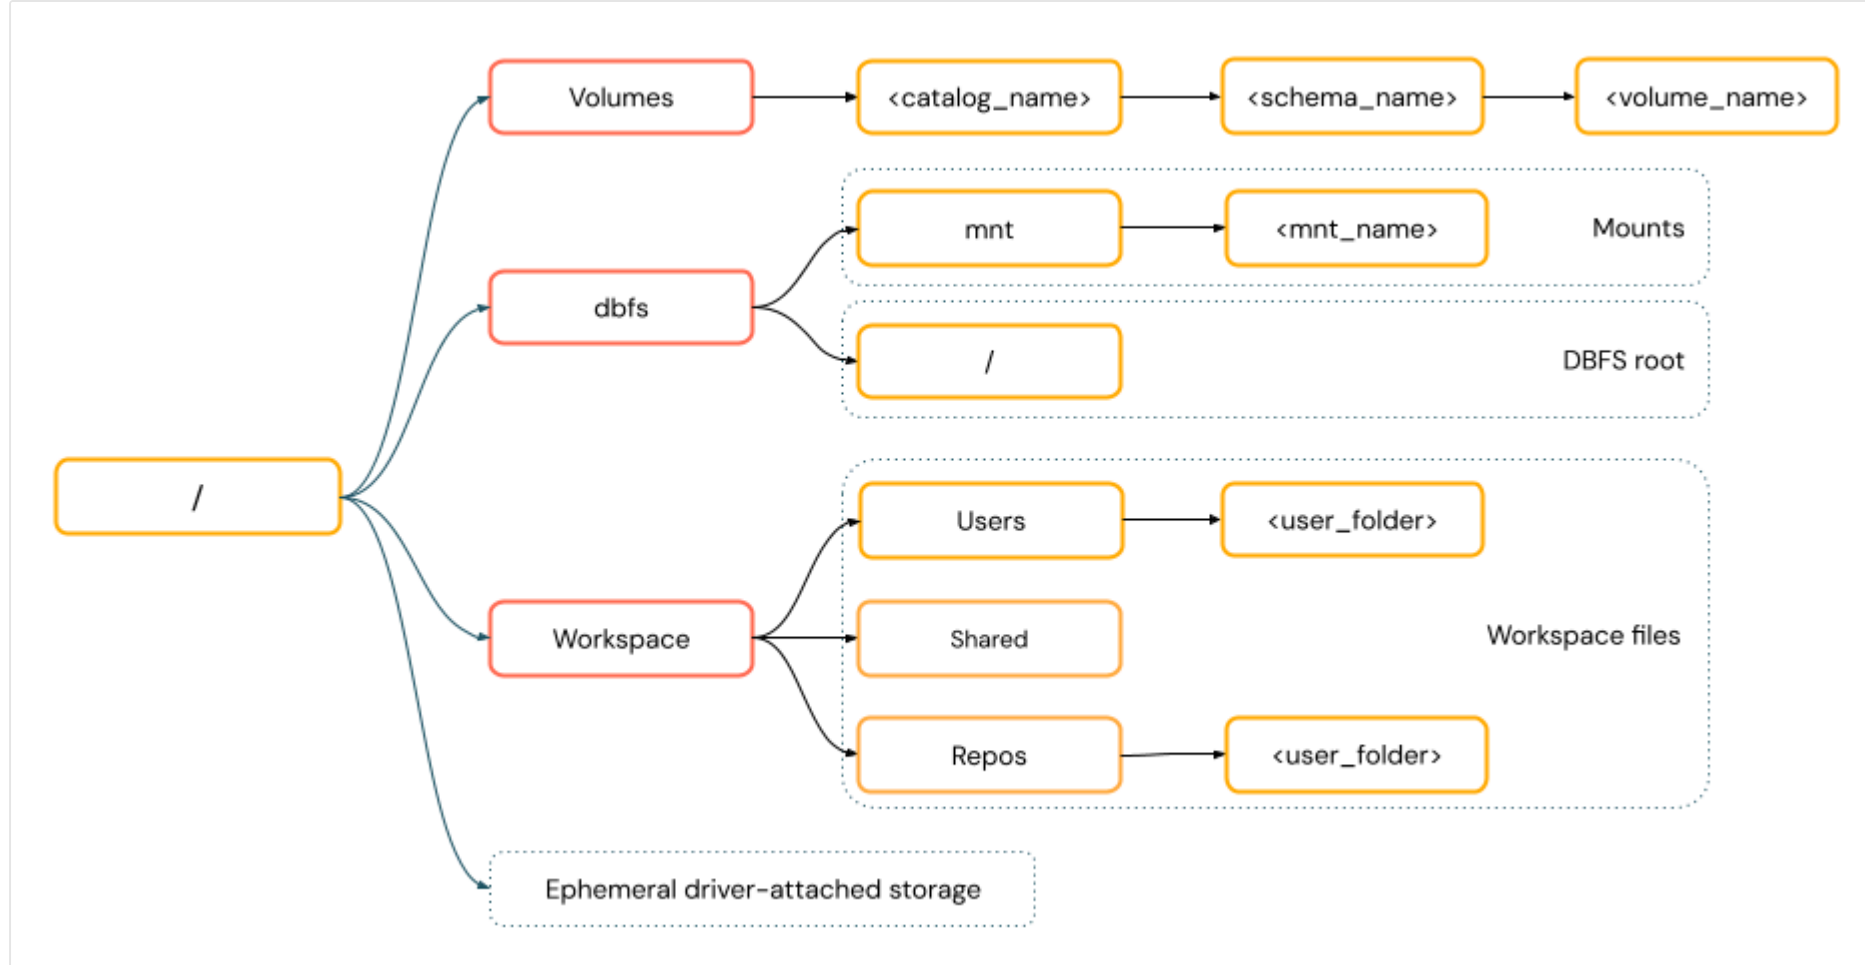 Volumes
<catalog_name>
<schema_name>
<volume_name>
mnt
<mnt_name>
Mounts
dbfs
/
DBFS root
/
Users
<user_folder>
Workspace
Shared
Workspace files
Repos
<user_folder>
Ephemeral driver-attached storage